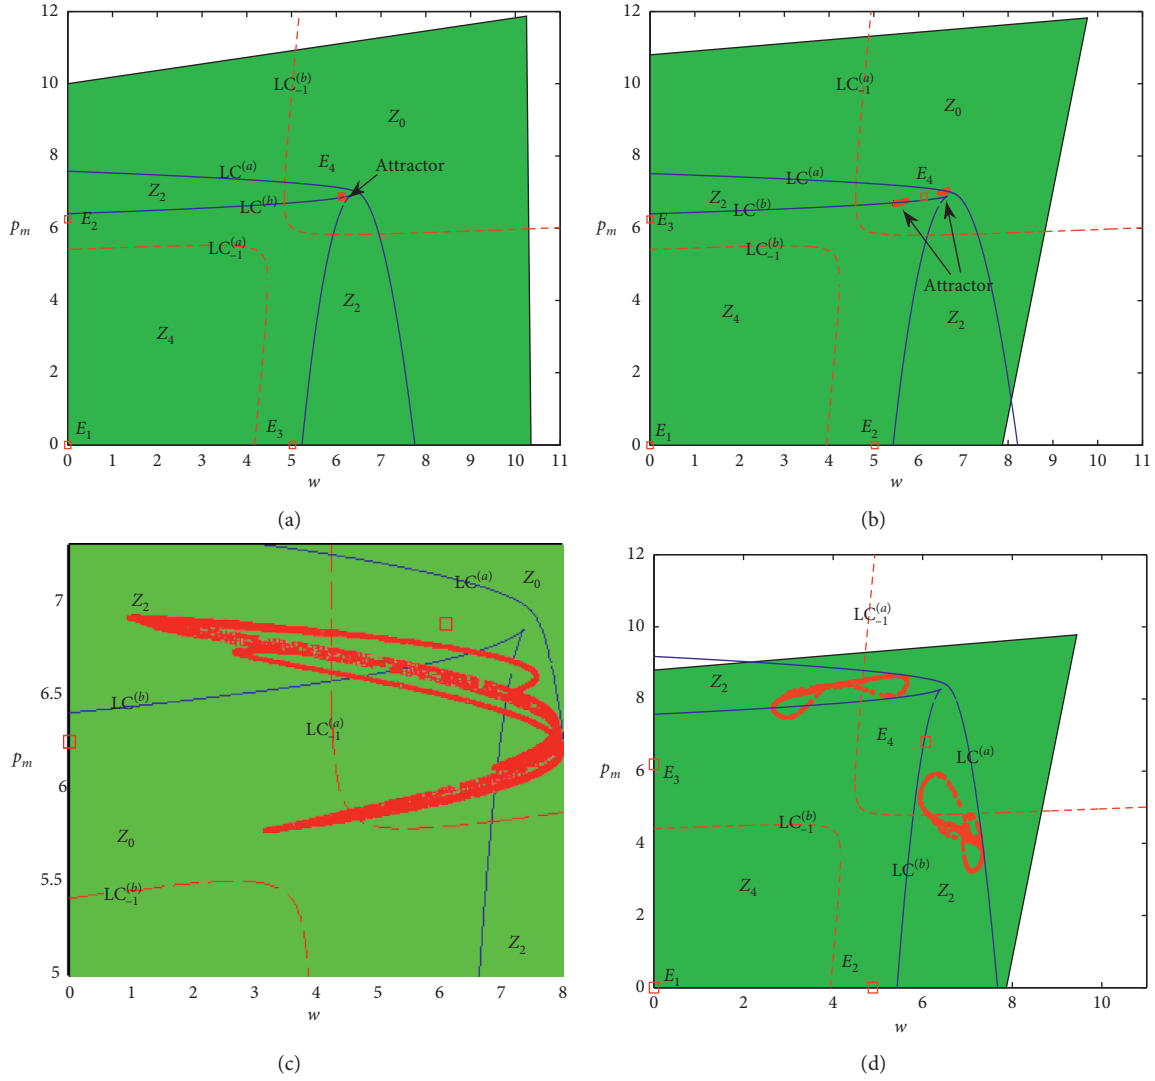 12
10
8
6
4
2
0
p_m
LC_{-1}^{(b)}
Z_0
E_4
Attractor
LC^{(a)}
Z_2
LC^{(b)}
E_2
LC_{-1}^{(a)}
Z_2
Z_4
E_1
E_3
0 1 2 3 4 5 6 7 8 9 10 11
w
(a)
12
10
8
6
4
2
0
p_m
LC_{-1}^{(a)}
Z_0
LC^{(a)}
E_4
Z_2
LC^{(b)}
E_3
LC_{-1}^{(b)}
Attractor
Z_4
Z_2
E_1
E_2
0 1 2 3 4 5 6 7 8 9 10 11
w
(b)
7
6.5
6
5.5
5
p_m
LC^{(a)}
Z_0
Z_2
LC^{(b)}
LC_{-1}^{(a)}
Z_0
LC_{-1}^{(b)}
Z_2
0 1 2 3 4 5 6 7 8
w
(c)
12
10
8
6
4
2
0
p_m
LC_{-1}^{(a)}
Z_2
E_4
LC^{(a)}
E_3
LC_{-1}^{(b)}
Z_4
LC^{(b)}
Z_2
E_1
E_2
0 2 4 6 8 10
w
(d)